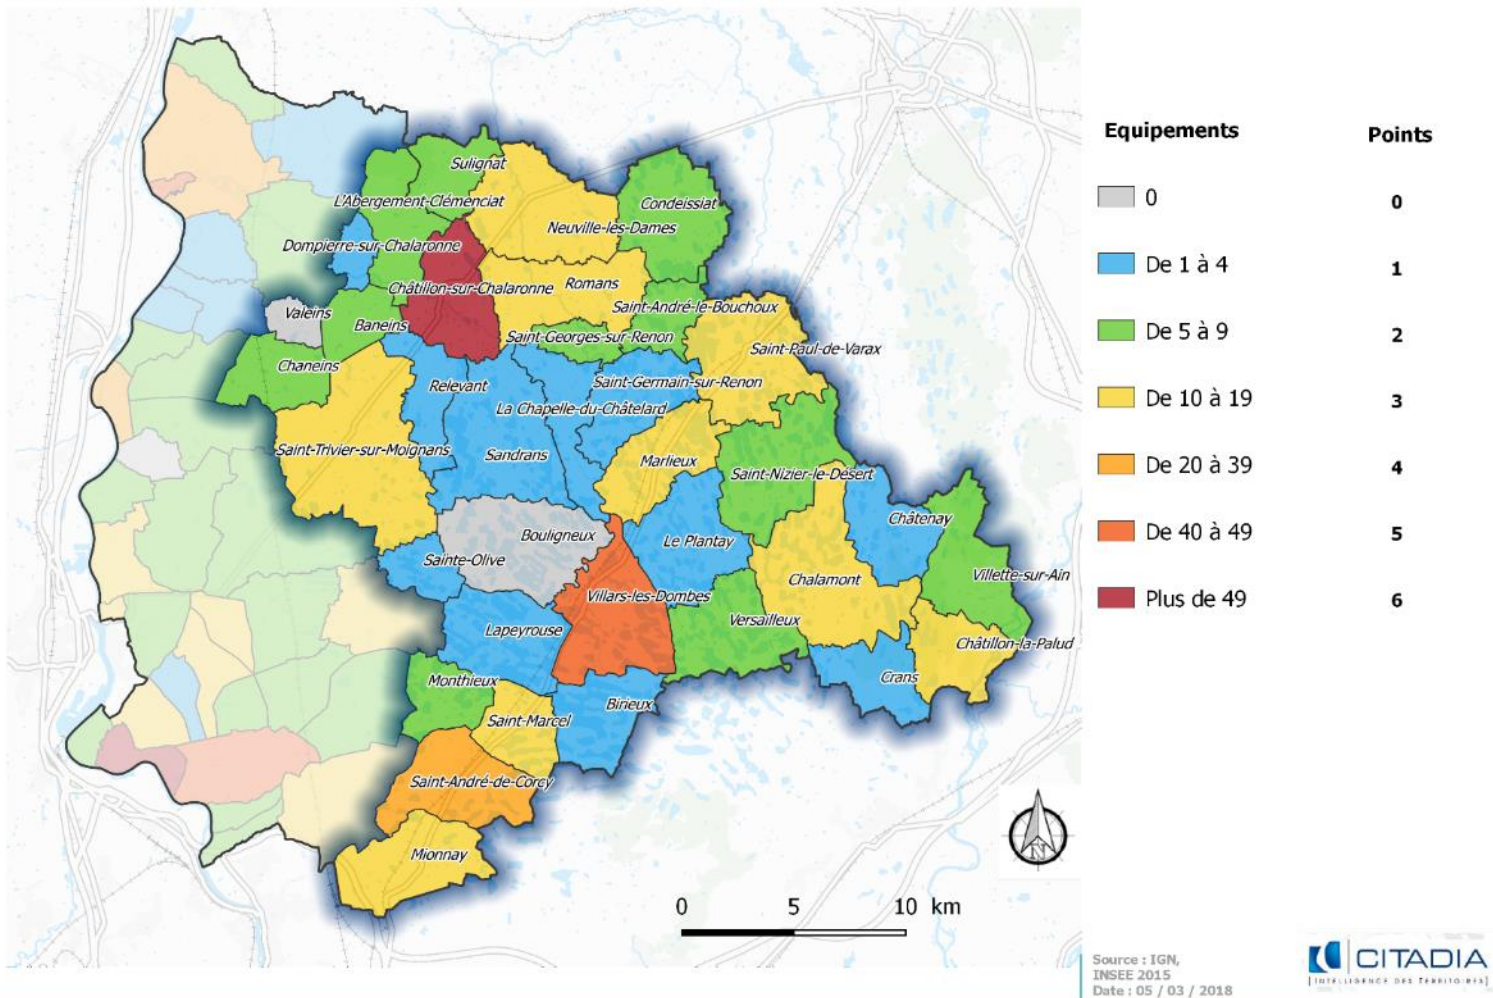 Equipements Points
0 0
De 1 à 4 1
De 5 à 9 2
De 10 à 19 3
De 20 à 39 4
De 40 à 49 5
Plus de 49 6
Sulignat
L'Abergement-Clémenciat
Condeissiat
Neuville-les-Dames
Dompierre-sur-Chalaronne
Châtillon-sur-Chalaronne
Romans
Saint-André-le-Bouchoux
Valeins
Baneins
Saint-Georges-sur-Renon
Saint-Paul-de-Varax
Chaneins
Relevant
Saint-Germain-sur-Renon
La Chapelle-du-Châtelard
Saint-Trivier-sur-Moignans
Sandrans
Marlieux
Saint-Nizier-le-Désert
Châtenay
Bouligneux
Le Plantay
Sainte-Olive
Chalamont
Villette-sur-Ain
Villars-les-Dombes
Versailleux
Lapeyrouse
Châtillon-la-Palud
Crans
Monthieux
Birieux
Saint-Marcel
Saint-André-de-Corcy
Mionnay
N
0 5 10 km
Source : IGN,
INSEE 2015
Date : 05 / 03 / 2018
CITADIA
INTELLIGENCE DES TERRITOIRES